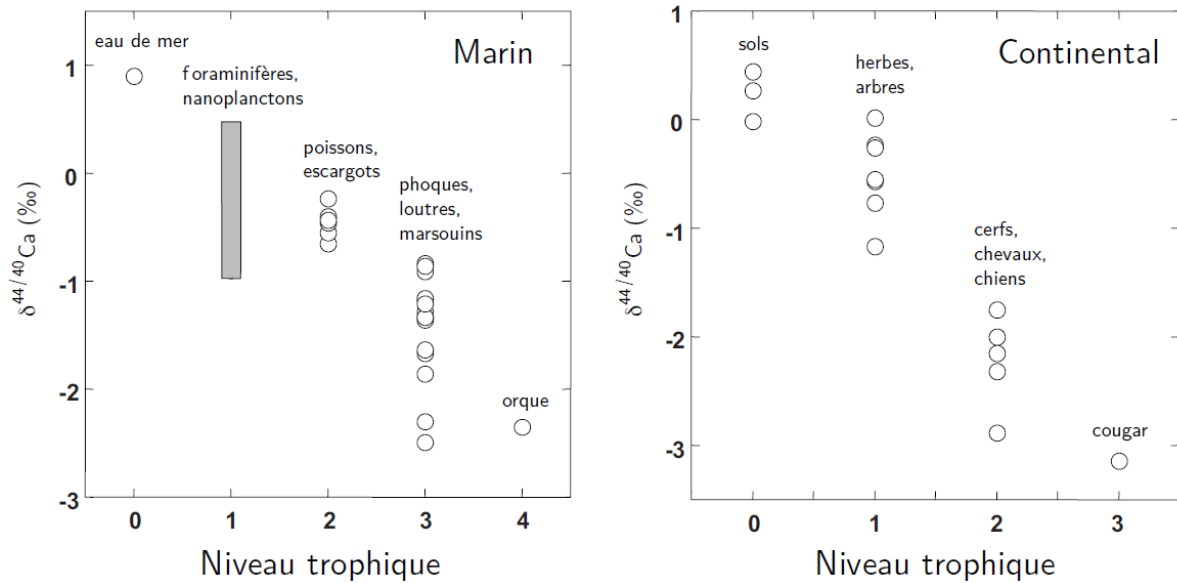 Marin
eau de mer
foraminifères,
nanoplanctons
poissons,
escargots
phoques,
loutres,
marsouins
orque
1
0
-1
-2
-3
δ44/40Ca (‰)
0 1 2 3 4
Niveau trophique
Continental
sols
herbes,
arbres
cerfs,
chevaux,
chiens
cougar
1
0
-1
-2
-3
δ44/40Ca (‰)
0 1 2 3
Niveau trophique